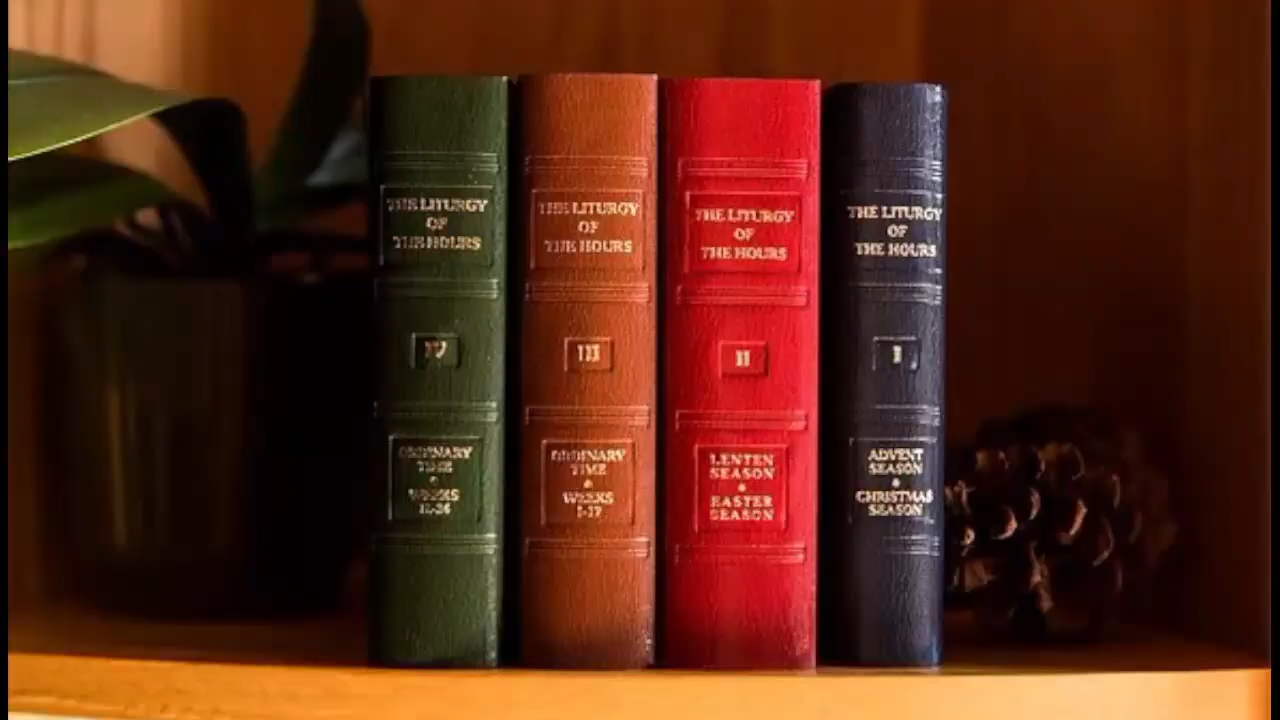 THE LITURGY
OF
THE HOURS
IV
ORDINARY
TIME
WEEKS
18-34
THE LITURGY
OF
THE HOURS
III
ORDINARY
TIME
WEEKS
1-17
THE LITURGY
OF
THE HOURS
II
LENTEN
SEASON
EASTER
SEASON
THE LITURGY
OF
THE HOURS
I
ADVENT
SEASON
CHRISTMAS
SEASON